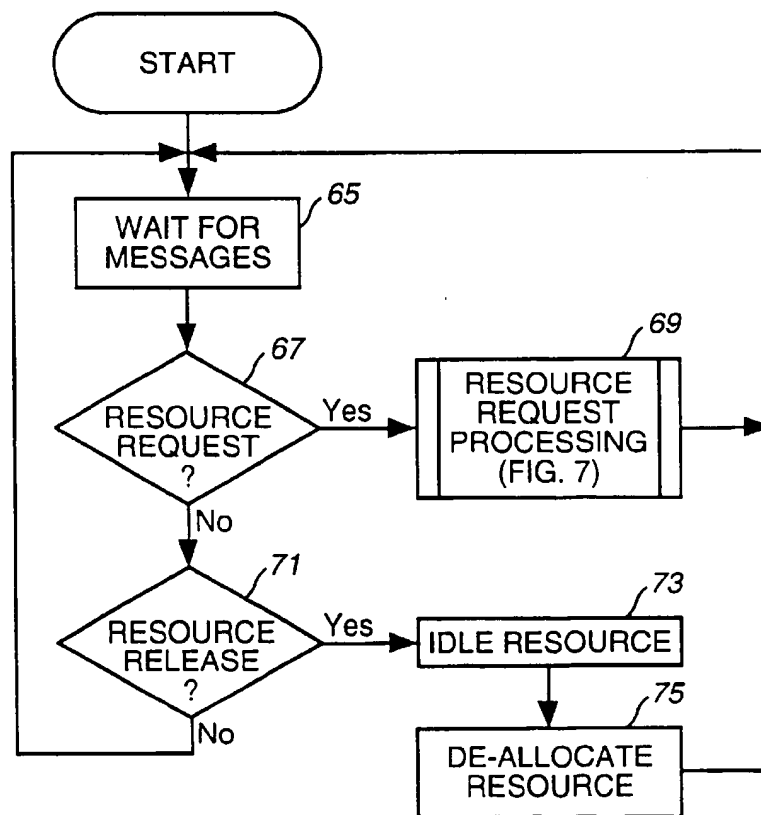 START
65
WAIT FOR
MESSAGES
67
RESOURCE
REQUEST
?
Yes
No
69
RESOURCE
REQUEST
PROCESSING
(FIG. 7)
71
RESOURCE
RELEASE
?
Yes
No
73
IDLE RESOURCE
75
DE-ALLOCATE
RESOURCE